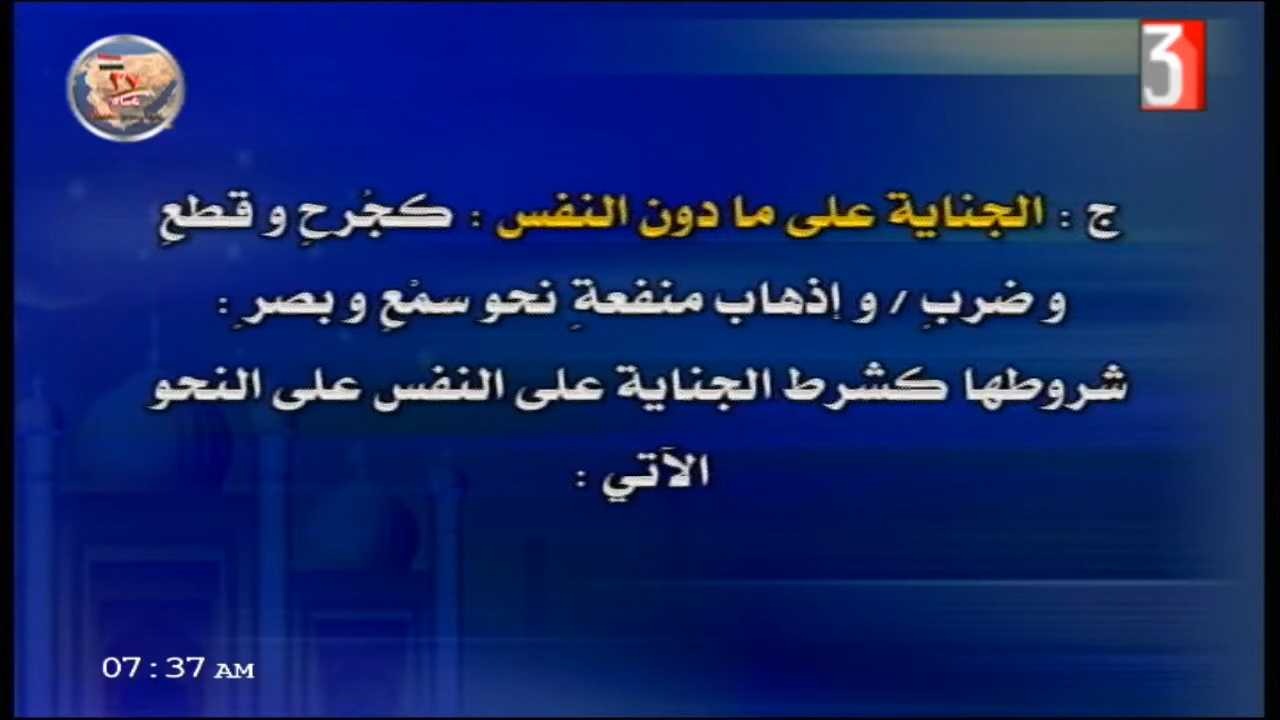 3
٣٧
ج : الجناية على ما دون النفس : كجُرحِ و قطعِ
و ضربِ / و إذهاب منفعةِ نحو سمْعِ و بصرِ :
شروطها كشرط الجناية على النفس على النحو
الآتي :
07:37 AM